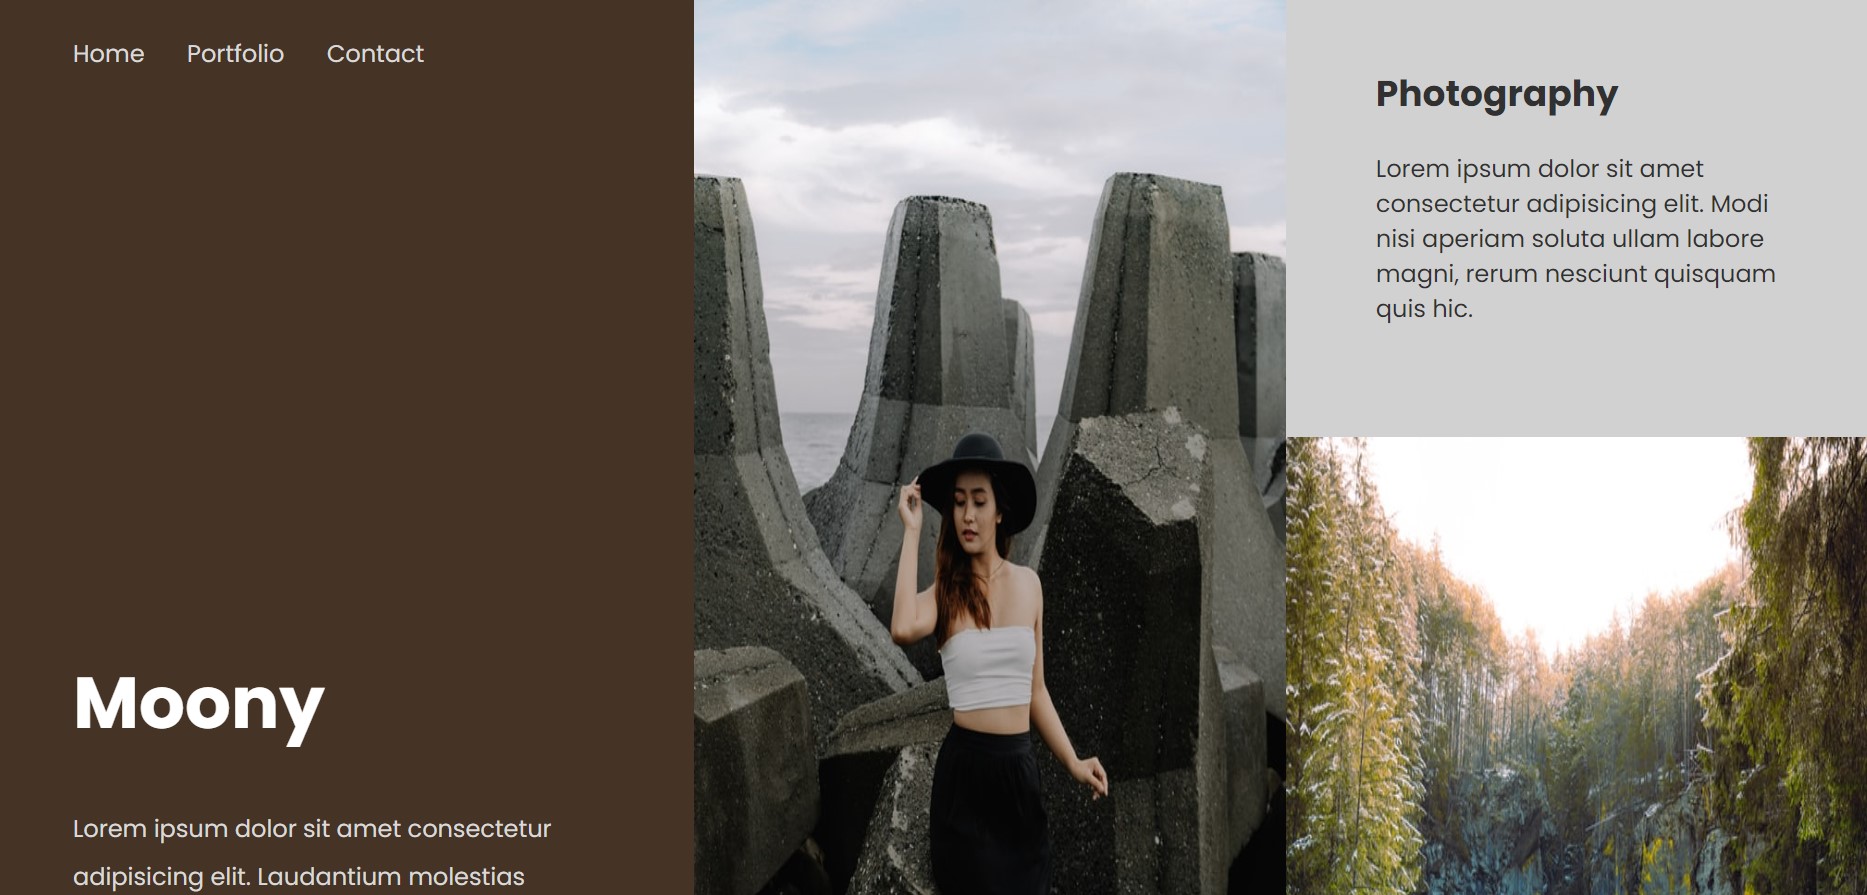 Home Portfolio Contact
Moony
Lorem ipsum dolor sit amet consectetur
adipisicing elit. Laudantium molestias
Photography
Lorem ipsum dolor sit amet
consectetur adipisicing elit. Modi
nisi aperiam soluta ullam labore
magni, rerum nesciunt quisquam
quis hic.